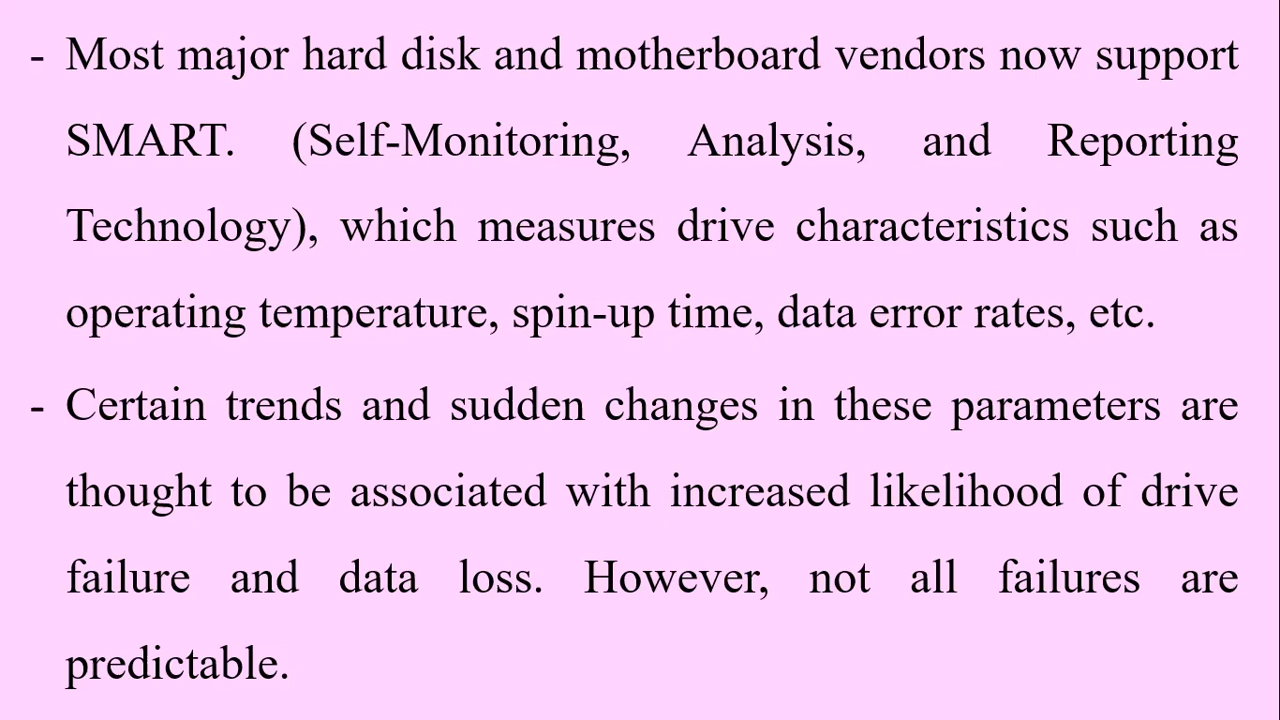 - Most major hard disk and motherboard vendors now support
SMART. (Self-Monitoring, Analysis, and Reporting
Technology), which measures drive characteristics such as
operating temperature, spin-up time, data error rates, etc.
- Certain trends and sudden changes in these parameters are
thought to be associated with increased likelihood of drive
failure and data loss. However, not all failures are
predictable.